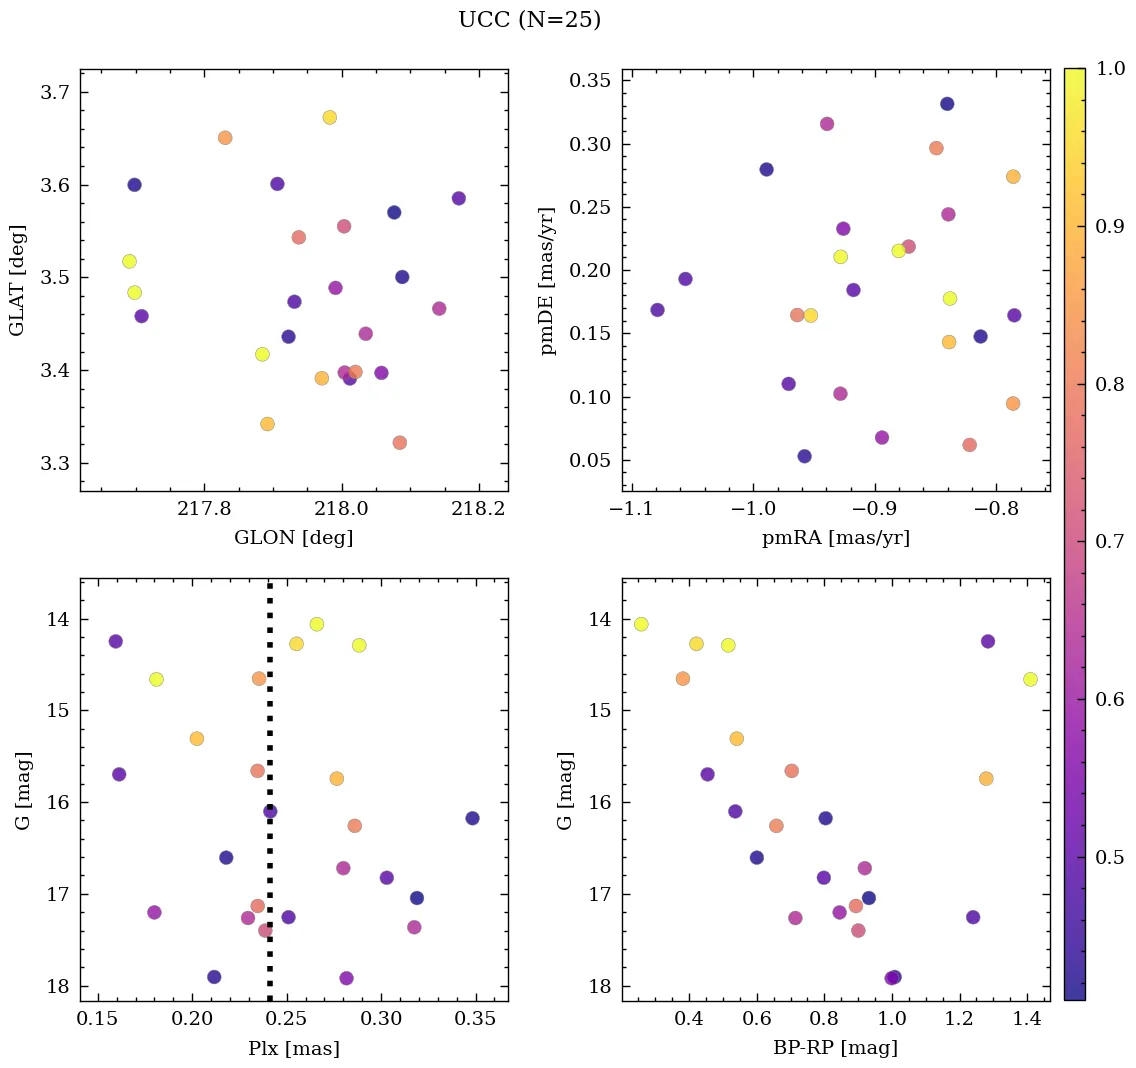 UCC (N=25)
3.7
3.6
3.5
3.4
3.3
GLAT [deg]
217.8 218.0 218.2
GLON [deg]
0.35
0.30
0.25
0.20
0.15
0.10
0.05
pmDE [mas/yr]
−1.1 −1.0 −0.9 −0.8
pmRA [mas/yr]
1.0
0.9
0.8
0.7
0.6
0.5
14
15
16
17
18
G [mag]
0.15 0.20 0.25 0.30 0.35
Plx [mas]
14
15
16
17
18
G [mag]
0.4 0.6 0.8 1.0 1.2 1.4
BP-RP [mag]